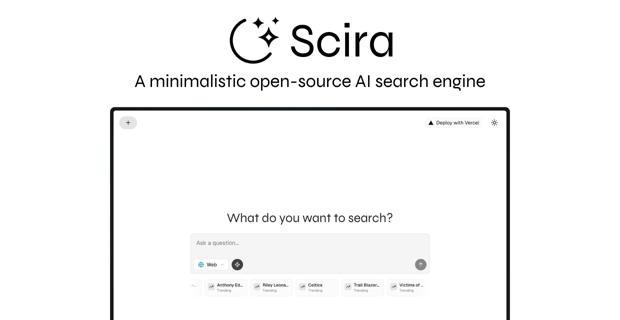 Scira
A minimalistic open-source AI search engine
+
Deploy with Vercel
What do you want to search?
Ask a question...
Web
Anthony Ed...
Trending
Riley Leona...
Trending
Celtics
Trending
Trail Blazer...
Trending
Victims of ...
Trending